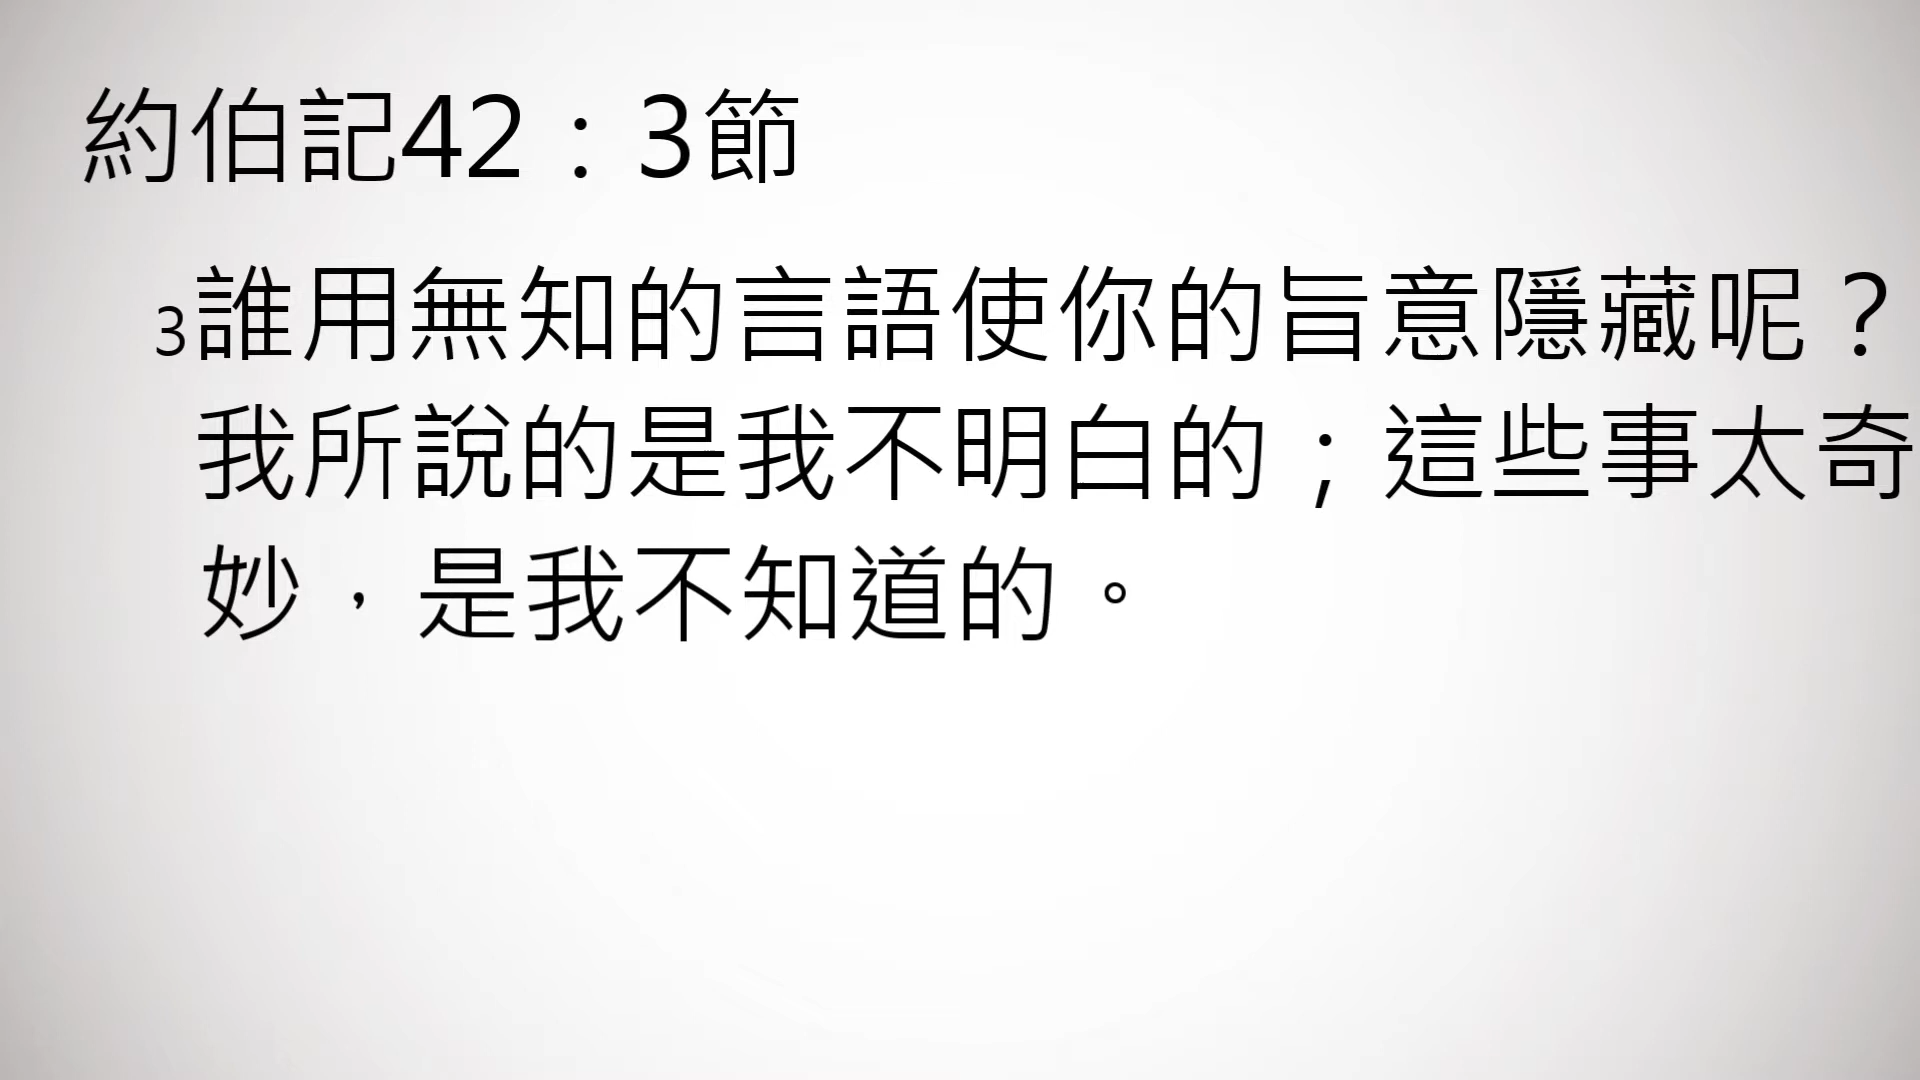 約伯記42：3節
3誰用無知的言語使你的旨意隱藏呢？
我所說的是我不明白的；這些事太奇
妙，是我不知道的。